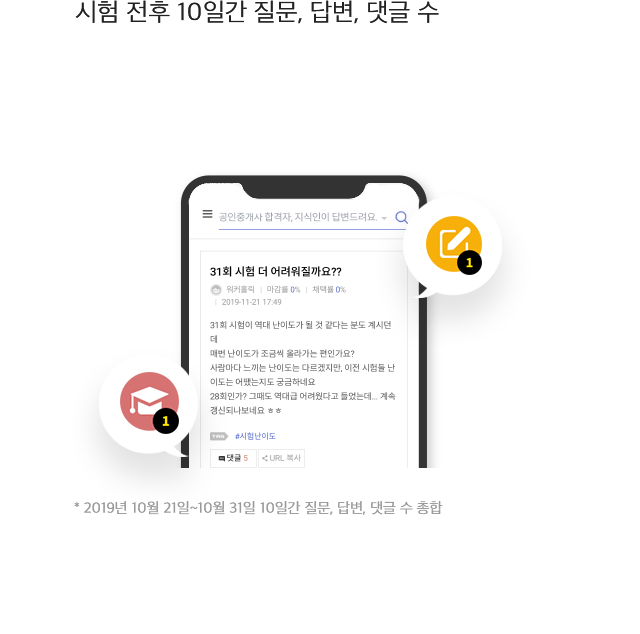 시험 전후 10일간 질문, 답변, 댓글 수
공인중개사 합격자, 지식인이 답변드려요.
1
31회 시험 더 어려워질까요??
워커홀릭 | 마감률 0% | 채택률 0%
| 2019-11-21 17:49
31회 시험이 역대 난이도가 될 것 같다는 분도 계시던
데
매번 난이도가 조금씩 올라가는 편인가요?
사람마다 느끼는 난이도는 다르겠지만, 이전 시험들 난
이도는 어땠는지도 궁금하네요
28회인가? 그때도 역대급 어려웠다고 들었는데... 계속
갱신되나보네요 ㅎㅎ
1
TAG #시험난이도
댓글 5 URL 복사
* 2019년 10월 21일~10월 31일 10일간 질문, 답변, 댓글 수 총합